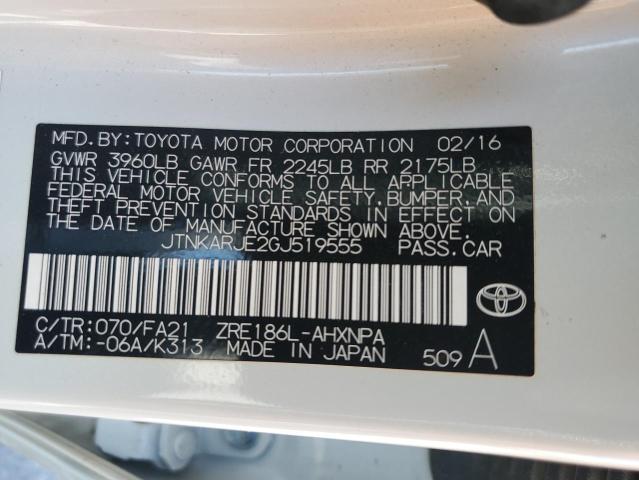 MFD.BY:TOYOTA MOTOR CORPORATION 02/16
GVWR 3960LB GAWR FR 2245LB RR 2175LB
THIS VEHICLE CONFORMS TO ALL APPLICABLE
FEDERAL MOTOR VEHICLE SAFETY,BUMPER,AND
THEFT PREVENTION STANDARDS IN EFFECT ON
THE DATE OF MANUFACTURE SHOWN ABOVE.
JTNKARJE2GJ519555 PASS.CAR
C/TR:070/FA21 ZRE186L-AHXNPA
A/TM:-06A/K313 MADE IN JAPAN 509 A